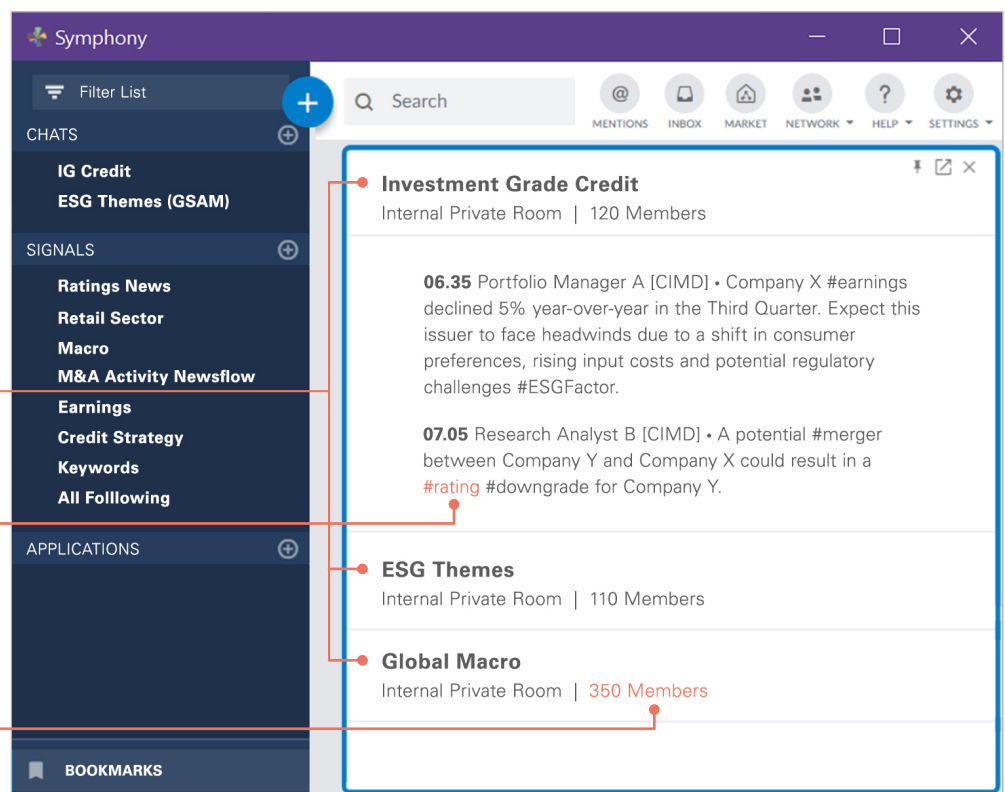 Symphony
Filter List
CHATS
IG Credit
ESG Themes (GSAM)
SIGNALS
Ratings News
Retail Sector
Macro
M&A Activity Newsflow
Earnings
Credit Strategy
Keywords
All Folllowing
APPLICATIONS
BOOKMARKS
Search
@
MENTIONS INBOX MARKET NETWORK HELP SETTINGS
?
Investment Grade Credit
Internal Private Room | 120 Members
06.35 Portfolio Manager A [CIMD] • Company X #earnings
declined 5% year-over-year in the Third Quarter. Expect this
issuer to face headwinds due to a shift in consumer
preferences, rising input costs and potential regulatory
challenges #ESGFactor.
07.05 Research Analyst B [CIMD] • A potential #merger
between Company Y and Company X could result in a
#rating #downgrade for Company Y.
ESG Themes
Internal Private Room | 110 Members
Global Macro
Internal Private Room | 350 Members